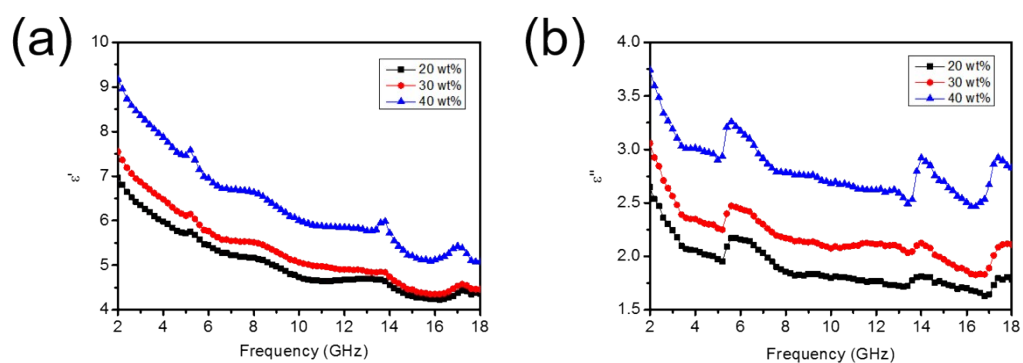 (a)
10
9
8
7
6
5
4
ε'
2 4 6 8 10 12 14 16 18
Frequency (GHz)
20 wt%
30 wt%
40 wt%
(b)
4.0
3.5
3.0
2.5
2.0
1.5
ε"
2 4 6 8 10 12 14 16 18
Frequency (GHz)
20 wt%
30 wt%
40 wt%